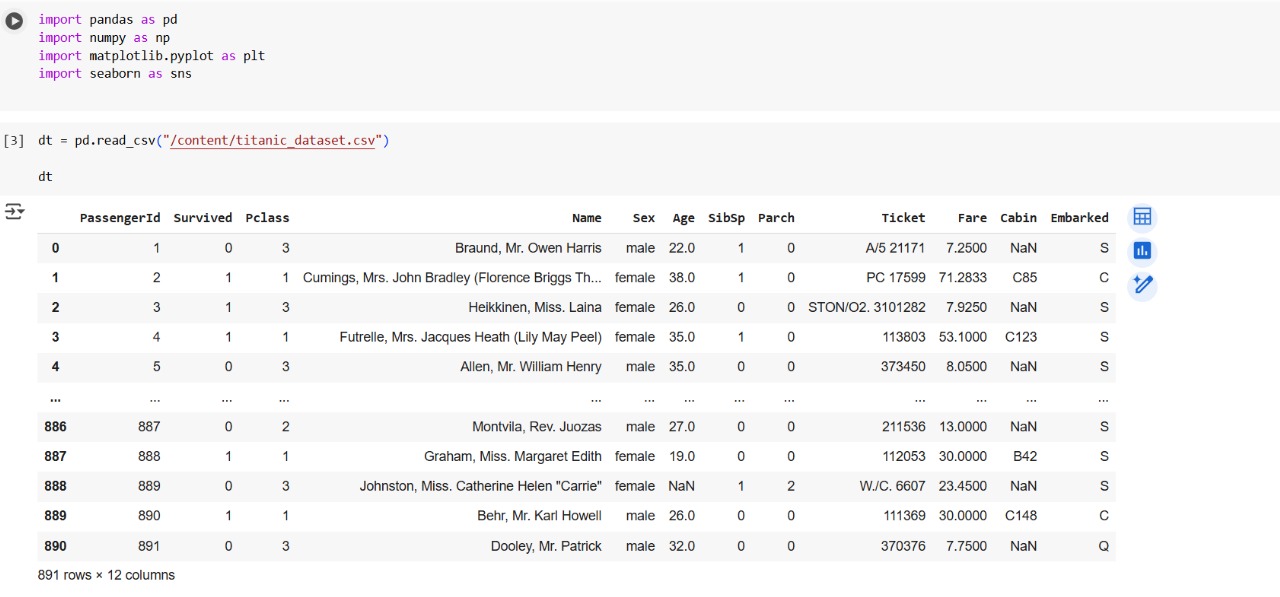 import pandas as pd
import numpy as np
import matplotlib.pyplot as plt
import seaborn as sns
[3] dt = pd.read_csv("/content/titanic_dataset.csv")
dt
PassengerId Survived Pclass Name Sex Age SibSp Parch Ticket Fare Cabin Embarked
0 1 0 3 Braund, Mr. Owen Harris male 22.0 1 0 A/5 21171 7.2500 NaN S
1 2 1 1 Cumings, Mrs. John Bradley (Florence Briggs Th... female 38.0 1 0 PC 17599 71.2833 C85 C
2 3 1 3 Heikkinen, Miss. Laina female 26.0 0 0 STON/O2. 3101282 7.9250 NaN S
3 4 1 1 Futrelle, Mrs. Jacques Heath (Lily May Peel) female 35.0 1 0 113803 53.1000 C123 S
4 5 0 3 Allen, Mr. William Henry male 35.0 0 0 373450 8.0500 NaN S
... ... ... ... ... ... ... ... ... ... ... ... ...
886 887 0 2 Montvila, Rev. Juozas male 27.0 0 0 211536 13.0000 NaN S
887 888 1 1 Graham, Miss. Margaret Edith female 19.0 0 0 112053 30.0000 B42 S
888 889 0 3 Johnston, Miss. Catherine Helen "Carrie" female NaN 1 2 W./C. 6607 23.4500 NaN S
889 890 1 1 Behr, Mr. Karl Howell male 26.0 0 0 111369 30.0000 C148 C
890 891 0 3 Dooley, Mr. Patrick male 32.0 0 0 370376 7.7500 NaN Q
891 rows × 12 columns